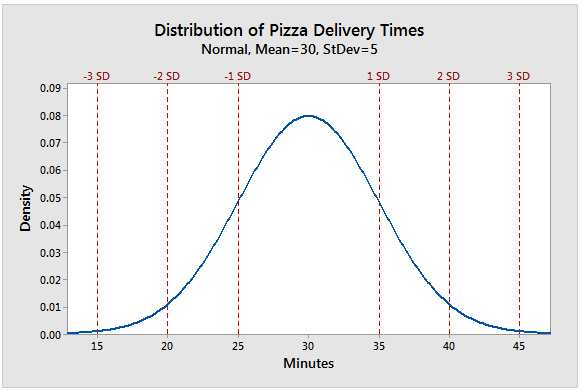 Distribution of Pizza Delivery Times
Normal, Mean=30, StDev=5
-3 SD -2 SD -1 SD 1 SD 2 SD 3 SD
0.09
0.08
0.07
0.06
0.05
0.04
0.03
0.02
0.01
0.00
Density
15 20 25 30 35 40 45
Minutes